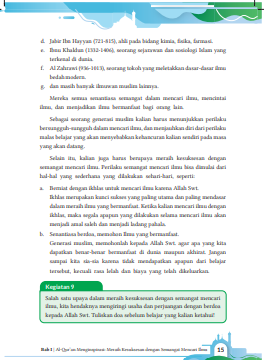 d. Jabir Ibn Hayyan (721-815), ahli pada bidang kimia, fisika, farmasi.
e. Ibnu Khaldun (1332-1406), seorang sejarawan dan sosiologi Islam yang
terkenal di dunia.
f. Al Zahrawi (936-1013), seorang tokoh yang meletakkan dasar-dasar ilmu
bedah modern.
g. dan masih banyak ilmuwan muslim lainnya.
Mereka semua senantiasa semangat dalam mencari ilmu, mencintai
ilmu, dan menjadikan ilmu bermanfaat bagi orang lain.
Sebagai seorang generasi muslim kalian harus menunjukkan perilaku
bersungguh-sungguh dalam mencari ilmu, dan menjauhkan diri dari perilaku
malas belajar yang akan menyebabkan kehancuran kalian sendiri pada masa
yang akan datang.
Selain itu, kalian juga harus berupaya meraih kesuksesan dengan
semangat mencari ilmu. Perilaku semangat mencari ilmu bisa dimulai dari
hal-hal yang sederhana yang dilakukan sehari-hari, seperti:
a. Berniat dengan ikhlas untuk mencari ilmu karena Allah Swt.
Ikhlas merupakan kunci sukses yang paling utama dan paling mendasar
dalam meraih ilmu yang bermanfaat. Ketika kalian mencari ilmu dengan
ikhlas, maka segala apapun yang dilakukan selama mencari ilmu akan
menjadi amal saleh dan menjadi ladang pahala.
b. Senantiasa berdoa, memohon ilmu yang bermanfaat.
Generasi muslim, memohonlah kepada Allah Swt. agar apa yang kita
dapatkan benar-benar bermanfaat di dunia maupun akhirat. Jangan
sampai kita sia-sia karena tidak mendapatkan apapun dari belajar
tersebut, kecuali rasa lelah dan biaya yang telah dikeluarkan.
Kegiatan 9
Salah satu upaya dalam meraih kesuksesan dengan semangat mencari
ilmu, kita hendaknya mengiringi usaha dan perjuangan dengan berdoa
kepada Allah Swt. Tuliskan doa sebelum belajar yang kalian ketahui!
Bab I | Al-Qur'an Menginspirasi: Meraih Kesuksesan dengan Semangat Mencari Ilmu 15